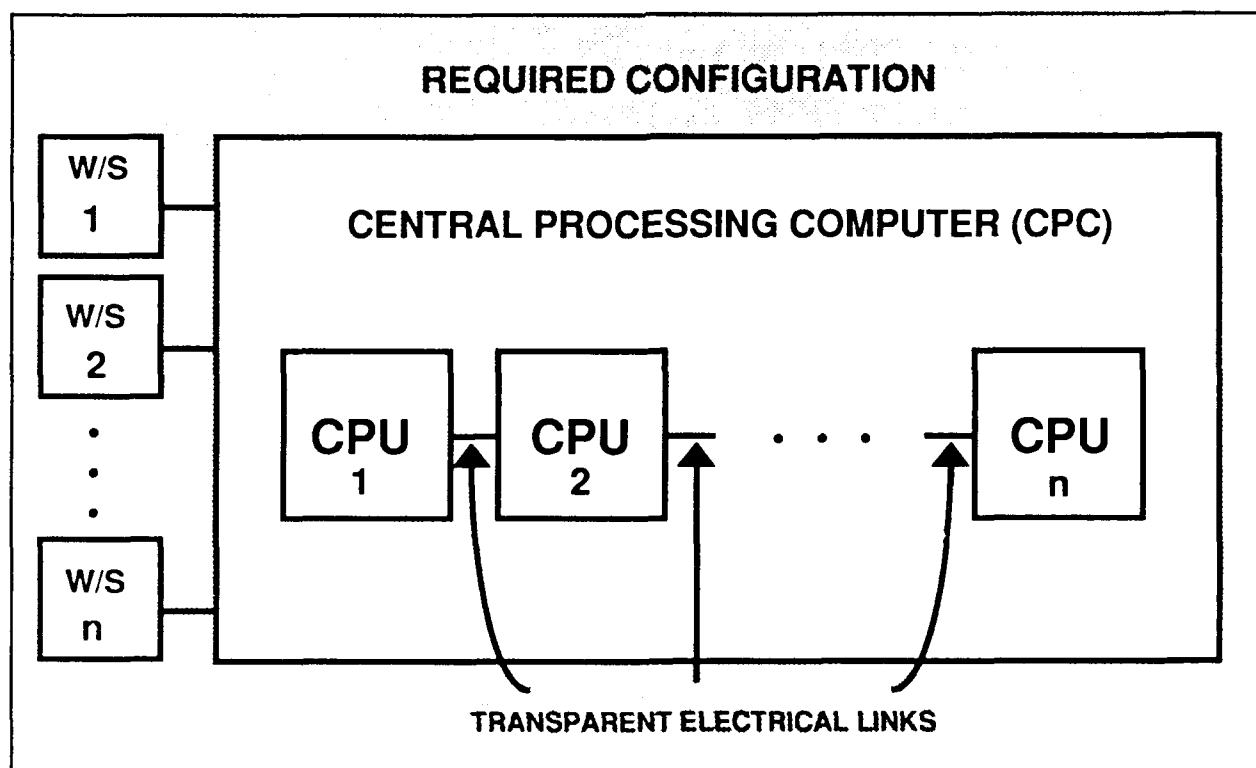 REQUIRED CONFIGURATION
W/S
1
CENTRAL PROCESSING COMPUTER (CPC)
W/S
2
CPU
1
CPU
2
. . .
CPU
n
W/S
n
TRANSPARENT ELECTRICAL LINKS